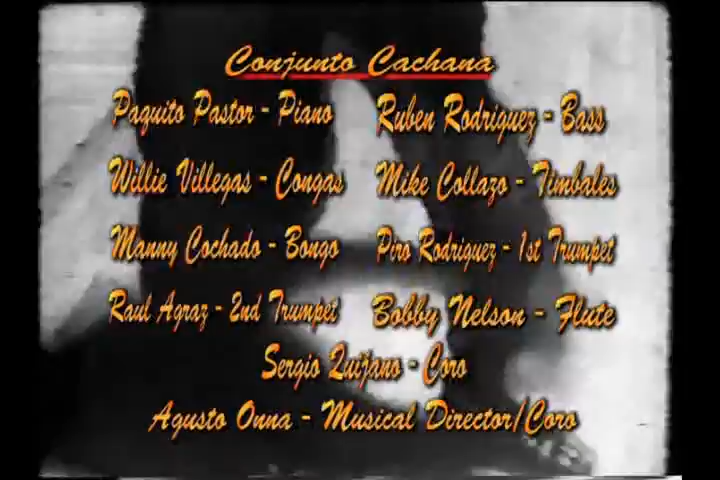 Conjunto Cachana
Paquito Pastor - Piano
Ruben Rodriguez - Bass
Willie Villegas - Congas
Mike Collazo - Timbales
Manny Cochado - Bongo
Piro Rodriguez - 1st Trumpet
Raul Agraz - 2nd Trumpet
Bobby Nelson - Flute
Sergio Quijano - Coro
Agusto Onna - Musical Director/Coro